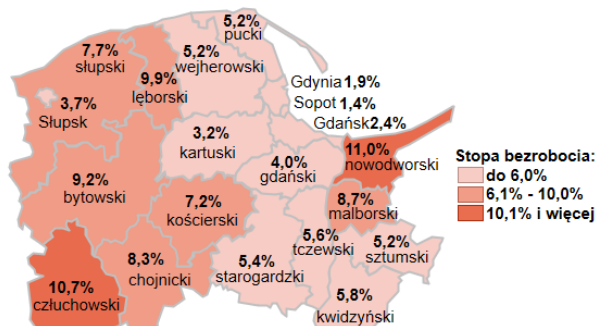 5,2%
pucki
7,7%
słupski
5,2%
wejherowski
9,9%
lęborski
Gdynia 1,9%
3,7%
Słupsk
Sopot 1,4%
Gdańsk 2,4%
3,2%
kartuski
11,0%
nowodworski
4,0%
gdański
9,2%
bytowski
7,2%
kościerski
8,7%
malborski
Stopa bezrobocia:
do 6,0%
6,1% - 10,0%
10,1% i więcej
5,6%
tczewski
5,2%
sztumski
8,3%
chojnicki
5,4%
starogardzki
10,7%
człuchowski
5,8%
kwidzyński